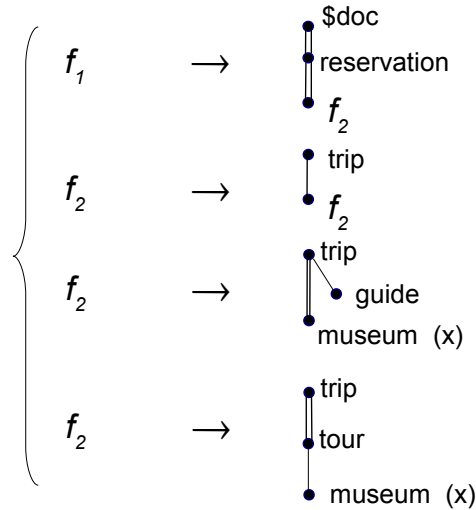 $doc
f1 → reservation
f2
trip
f2 → f2
trip
f2 → guide
museum (x)
trip
f2 → tour
museum (x)